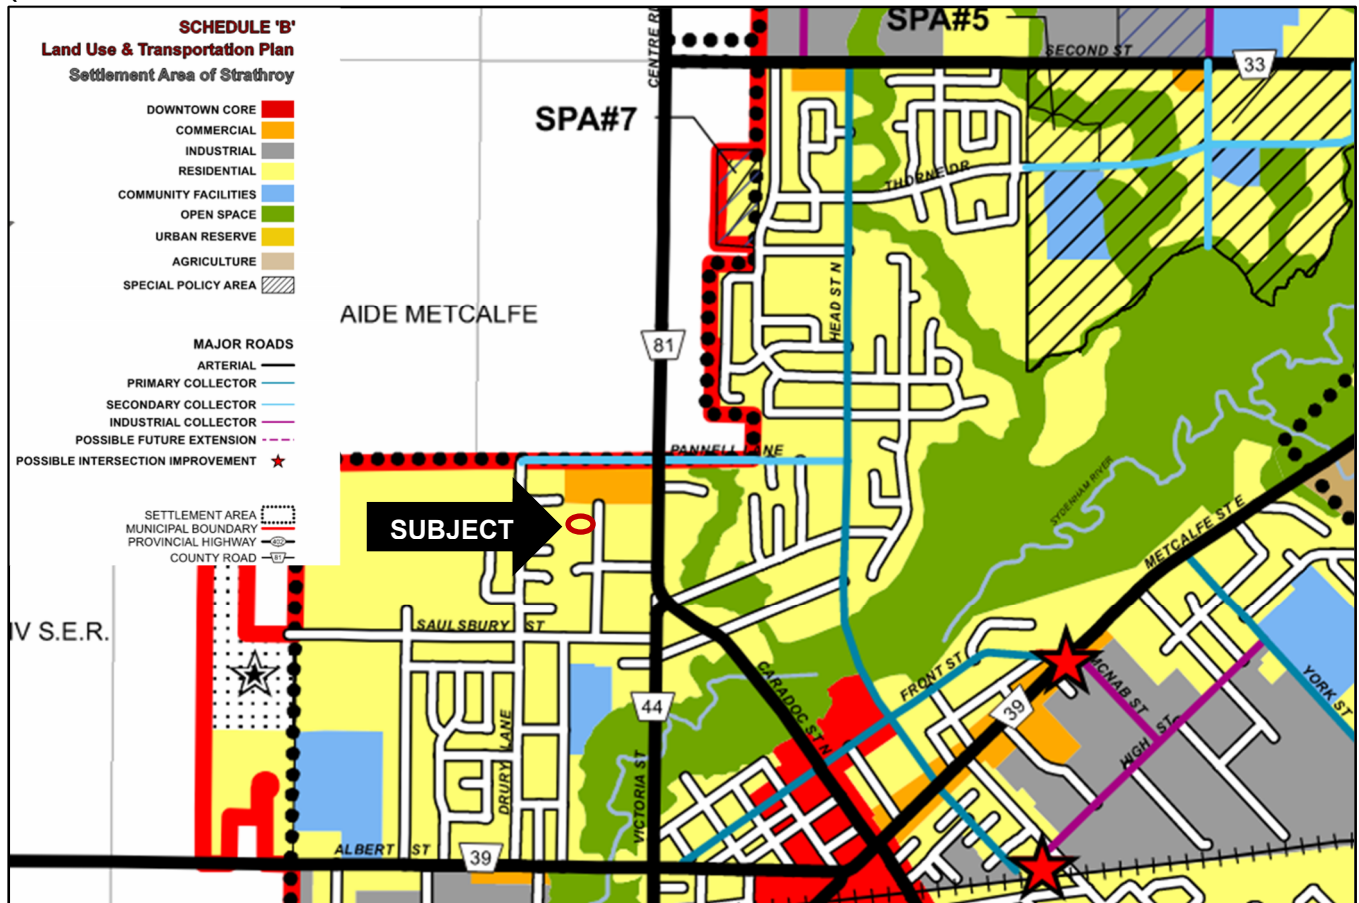 SCHEDULE 'B'
Land Use & Transportation Plan
Settlement Area of Strathroy
DOWNTOWN CORE
COMMERCIAL
INDUSTRIAL
RESIDENTIAL
COMMUNITY FACILITIES
OPEN SPACE
URBAN RESERVE
AGRICULTURE
SPECIAL POLICY AREA
MAJOR ROADS
ARTERIAL
PRIMARY COLLECTOR
SECONDARY COLLECTOR
INDUSTRIAL COLLECTOR
POSSIBLE FUTURE EXTENSION
POSSIBLE INTERSECTION IMPROVEMENT
SETTLEMENT AREA
MUNICIPAL BOUNDARY
PROVINCIAL HIGHWAY
402
COUNTY ROAD
81
SPA#5
SECOND ST
33
SPA#7
THORNE DR
HEAD ST N
AIDE METCALFE
81
PANNELL LANE
SUBJECT
SYDENHAM RIVER
METCALFE ST E
IV S.E.R.
SAULSBURY ST
CARADOC ST N
FRONT ST
MCNAB ST
YORK ST
44
39
HIGH ST
DRURY LANE
VICTORIA ST
ALBERT ST
39